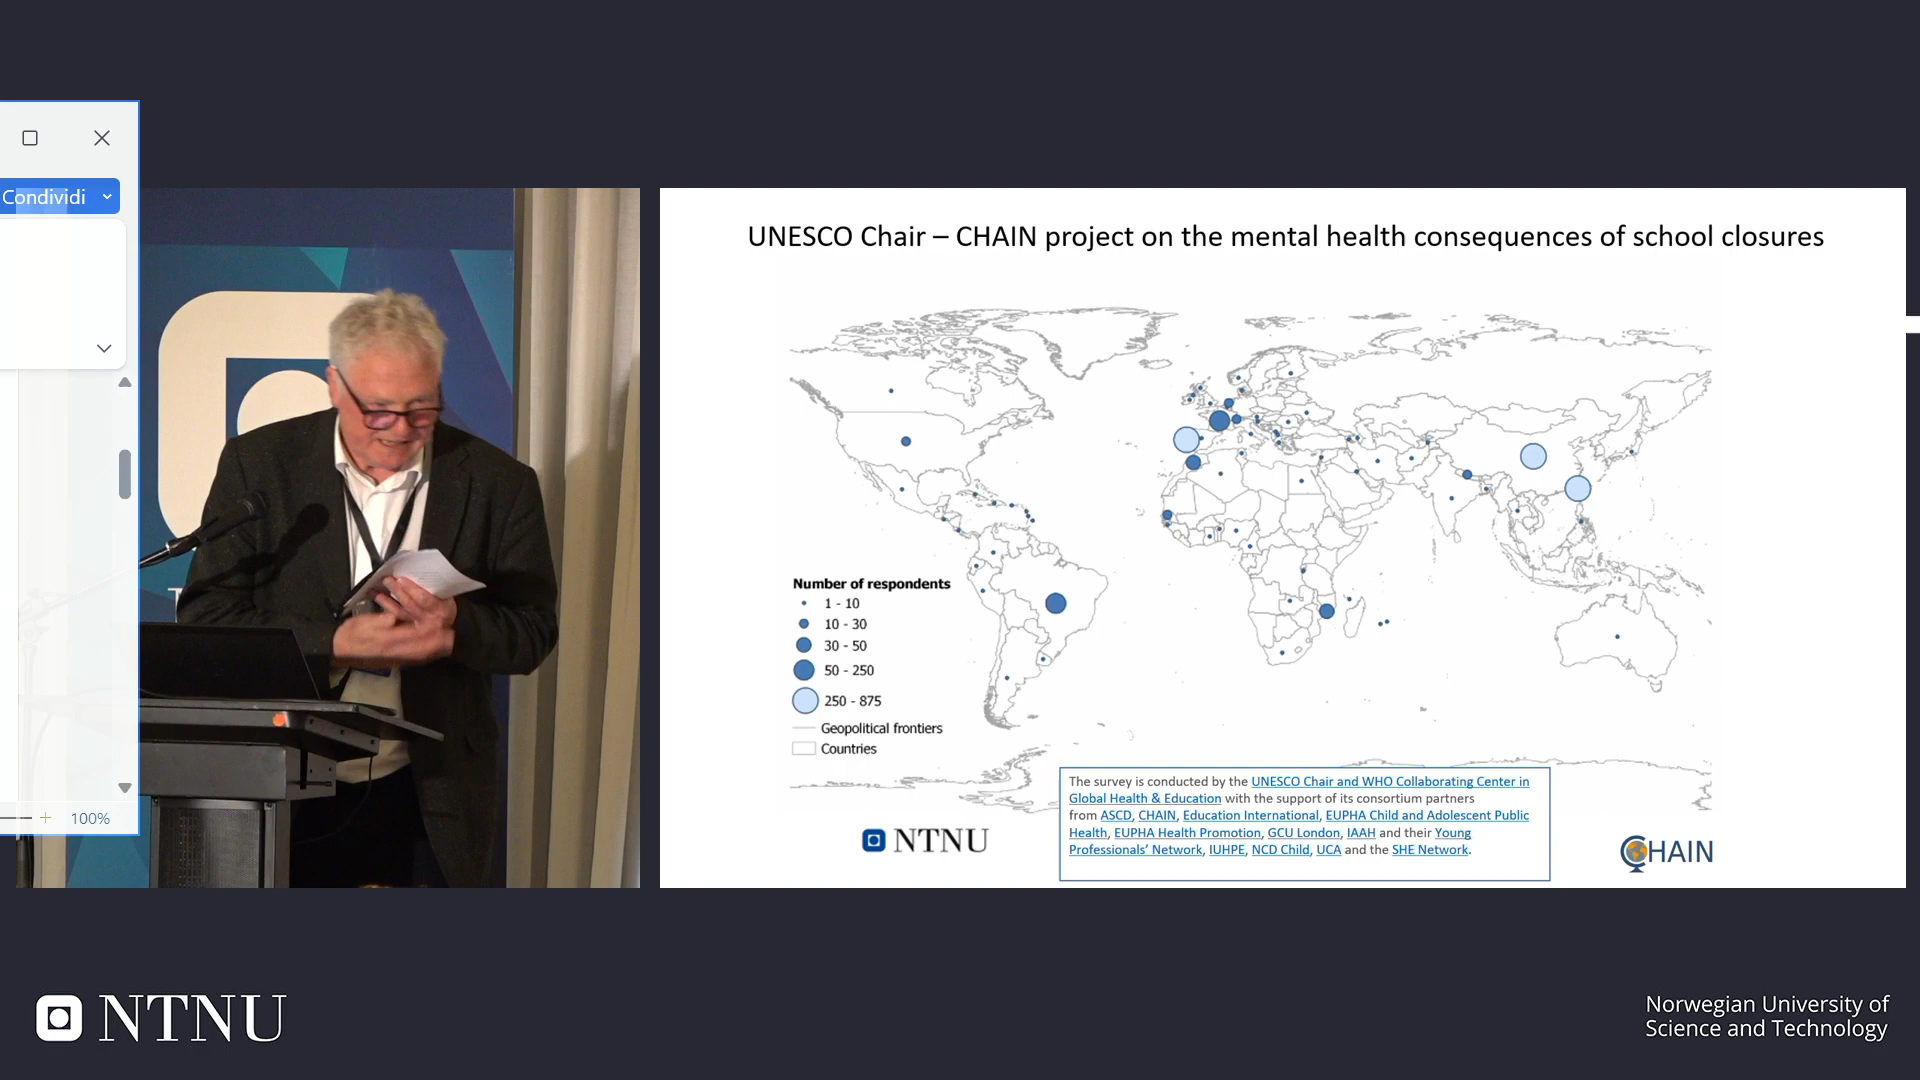 Condividi
100%
UNESCO Chair – CHAIN project on the mental health consequences of school closures
Number of respondents
1 - 10
10 - 30
30 - 50
50 - 250
250 - 875
Geopolitical frontiers
Countries
The survey is conducted by the UNESCO Chair and WHO Collaborating Center in
Global Health & Education with the support of its consortium partners
from ASCD, CHAIN, Education International, EUPHA Child and Adolescent Public
Health, EUPHA Health Promotion, GCU London, IAAH and their Young
Professionals' Network, IUHPE, NCD Child, UCA and the SHE Network.
NTNU
CHAIN
NTNU
Norwegian University of
Science and Technology